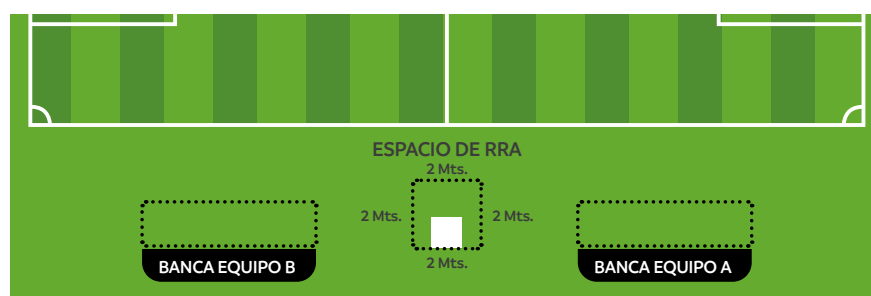 ESPACIO DE RRA
2 Mts.
2 Mts.
2 Mts.
2 Mts.
BANCA EQUIPO B
BANCA EQUIPO A